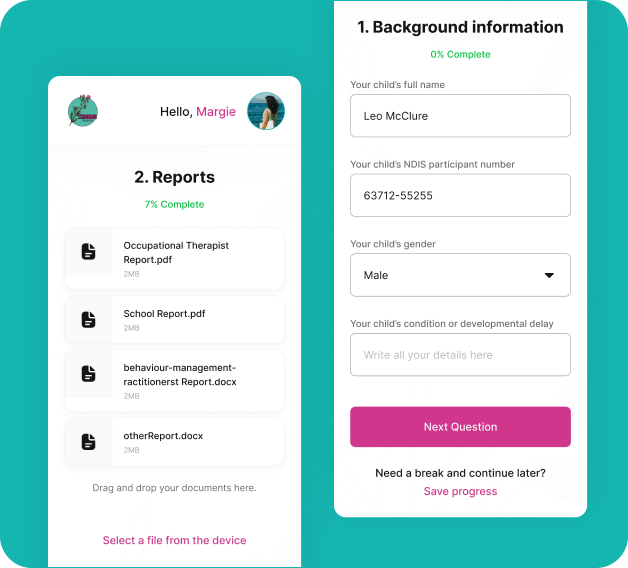 Hello, Margie
2. Reports
7% Complete
Occupational Therapist
Report.pdf
2MB
School Report.pdf
2MB
behaviour-management-
ractitionerst Report.docx
2MB
otherReport.docx
2MB
Drag and drop your documents here.
Select a file from the device
1. Background information
0% Complete
Your child's full name
Leo McClure
Your child's NDIS participant number
63712-55255
Your child's gender
Male
Your child's condition or developmental delay
Write all your details here
Next Question
Need a break and continue later?
Save progress